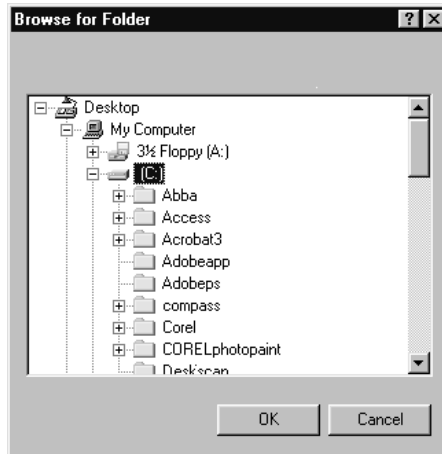 Browse for Folder
Desktop
My Computer
3½ Floppy (A:)
(C:)
Abba
Access
Acrobat3
Adobeapp
Adobeps
compass
Corel
CORELphotopaint
Deskscan
OK
Cancel